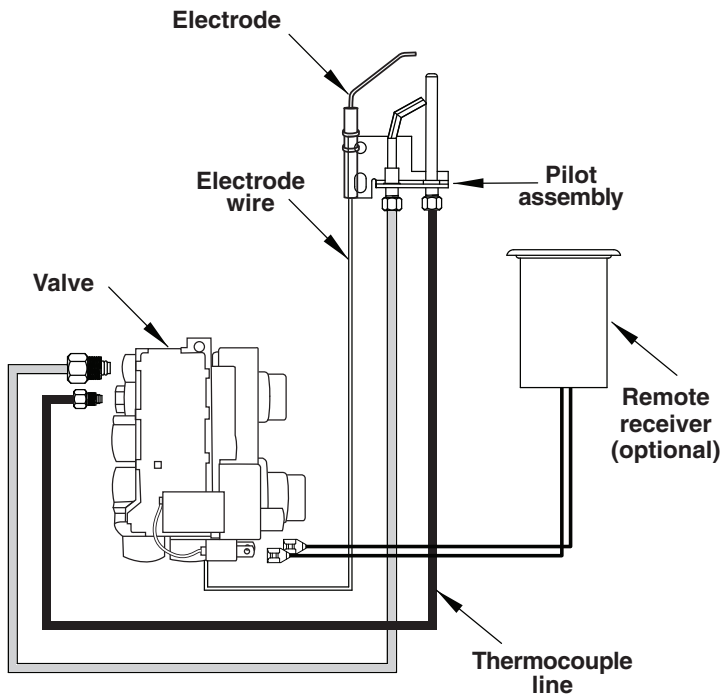 Electrode
Electrode
wire
Pilot
assembly
Valve
Remote
receiver
(optional)
Thermocouple
line